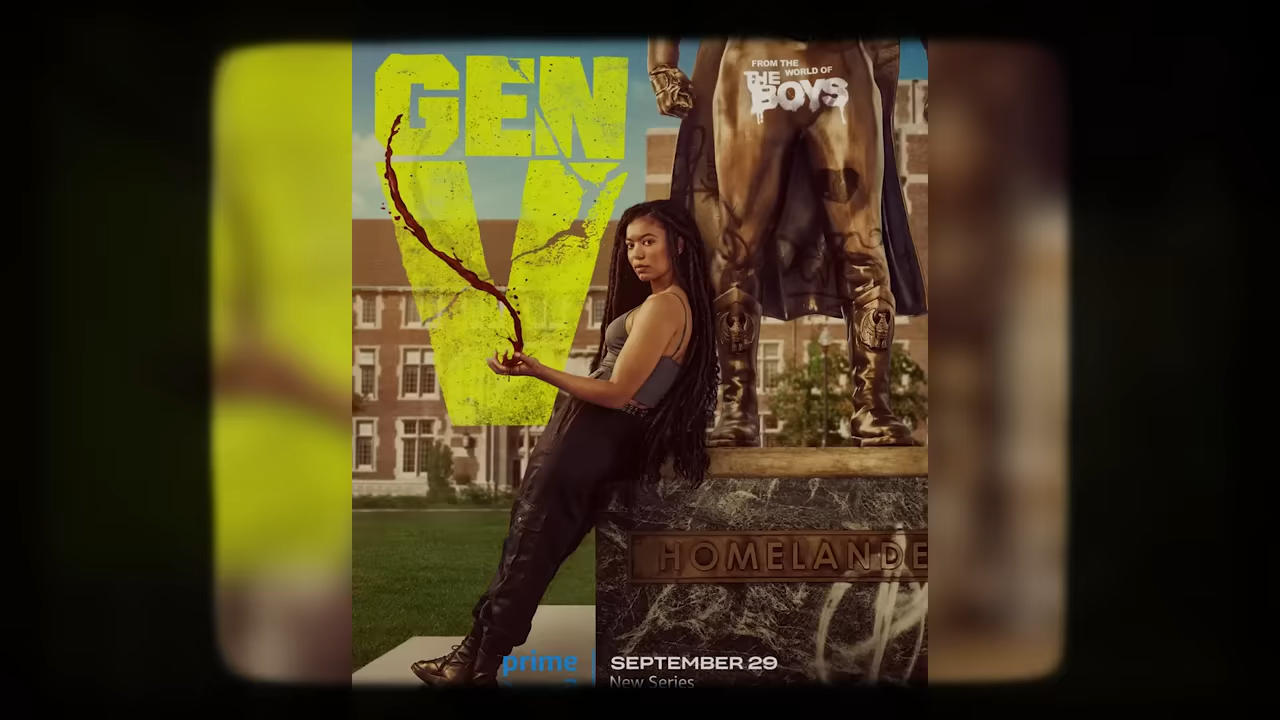 GEN
V
FROM THE
WORLD OF
THE
BOYS
HOMELANDE
prime
SEPTEMBER 29
New Series